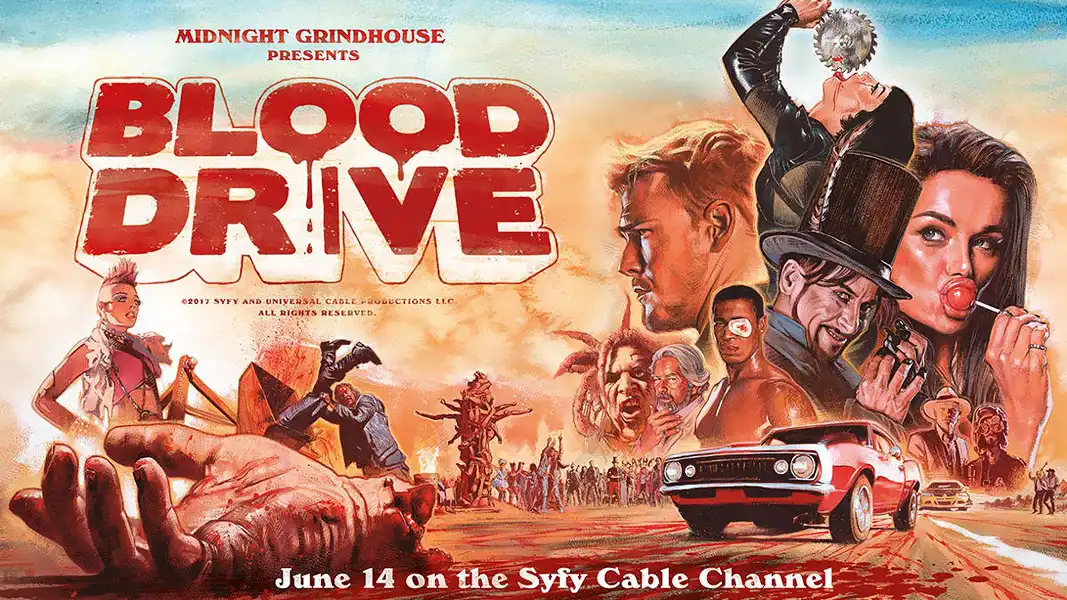 MIDNIGHT GRINDHOUSE
PRESENTS
BLOOD
DRIVE
©2017 SYFY AND UNIVERSAL CABLE PRODUCTIONS LLC.
ALL RIGHTS RESERVED.
June 14 on the Syfy Cable Channel